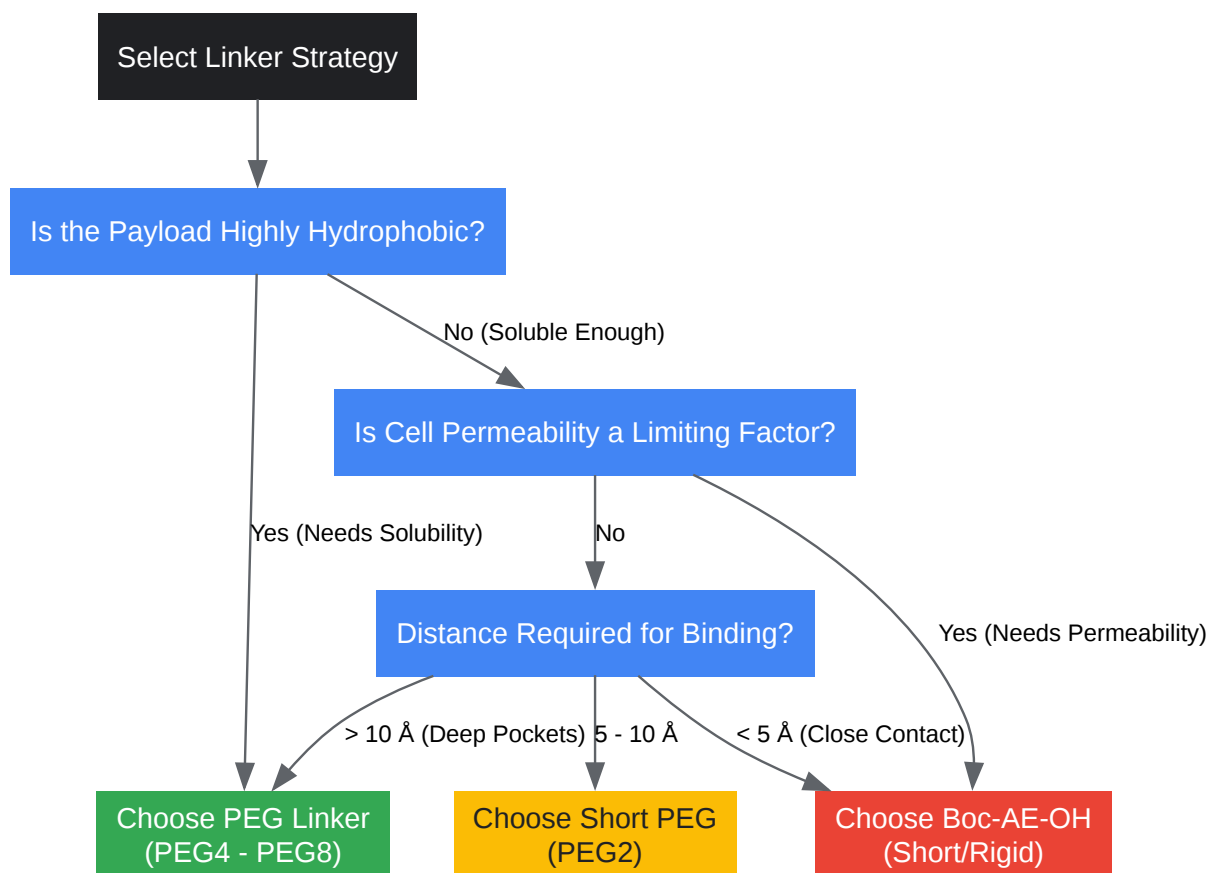 Select Linker Strategy
Is the Payload Highly Hydrophobic?
No (Soluble Enough)
Is Cell Permeability a Limiting Factor?
Yes (Needs Solubility)
No
Distance Required for Binding?
Yes (Needs Permeability)
> 10 Å (Deep Pockets)
5 - 10 Å
< 5 Å (Close Contact)
Choose PEG Linker
(PEG4 - PEG8)
Choose Short PEG
(PEG2)
Choose Boc-AE-OH
(Short/Rigid)